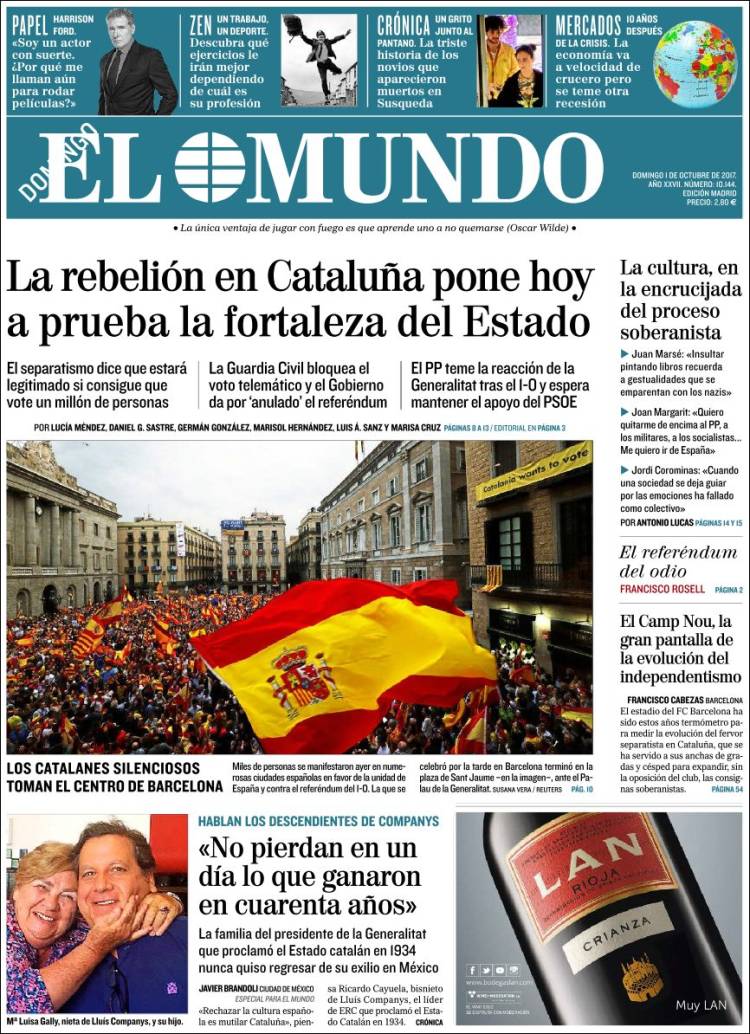 PAPEL HARRISON
FORD.
«Soy un actor
con suerte.
¿Por qué me
llaman aún
para rodar
películas?»
ZEN UN TRABAJO,
UN DEPORTE.
Descubra qué
ejercicios le
irán mejor
dependiendo
de cuál es
su profesión
CRÓNICA UN GRITO
JUNTO AL
PANTANO. La triste
historia de los
novios que
aparecieron
muertos en
Susqueda
MERCADOS 10 AÑOS
DESPUÉS
DE LA CRISIS. La
economía va
a velocidad de
crucero pero
se teme otra
recesión
DOMINGO
EL MUNDO
DOMINGO 1 DE OCTUBRE DE 2017.
AÑO XXVII. NÚMERO: 10.144.
EDICIÓN MADRID
PRECIO: 2,80 €
• La única ventaja de jugar con fuego es que aprende uno a no quemarse (Oscar Wilde) •
La rebelión en Cataluña pone hoy
a prueba la fortaleza del Estado
El separatismo dice que estará
legitimado si consigue que
vote un millón de personas
La Guardia Civil bloquea el
voto telemático y el Gobierno
da por ‘anulado’ el referéndum
El PP teme la reacción de la
Generalitat tras el 1-O y espera
mantener el apoyo del PSOE
POR LUCÍA MÉNDEZ, DANIEL G. SASTRE, GERMÁN GONZÁLEZ, MARISOL HERNÁNDEZ, LUIS Á. SANZ Y MARISA CRUZ PÁGINAS 8 A 13 / EDITORIAL EN PÁGINA 3
Catalonia wants to vote
LOS CATALANES SILENCIOSOS
TOMAN EL CENTRO DE BARCELONA
Miles de personas se manifestaron ayer en nume-
rosas ciudades españolas en favor de la unidad de
España y contra el referéndum del 1-O. La que se
celebró por la tarde en Barcelona terminó en la
plaza de Sant Jaume –en la imagen–, ante el Pa-
lau de la Generalitat. SUSANA VERA / REUTERS PÁG. 10
La cultura, en
la encrucijada
del proceso
soberanista
Juan Marsé: «Insultar
pintando libros recuerda
a gestualidades que se
emparentan con los nazis»
Joan Margarit: «Quiero
quitarme de encima al PP, a
los militares, a los socialistas...
Me quiero ir de España»
Jordi Corominas: «Cuando
una sociedad se deja guiar
por las emociones ha fallado
como colectivo»
POR ANTONIO LUCAS PÁGINAS 14 Y 15
El referéndum
del odio
FRANCISCO ROSELL PÁGINA 2
El Camp Nou, la
gran pantalla de
la evolución del
independentismo
FRANCISCO CABEZAS BARCELONA
El estadio del FC Barcelona ha
sido estos años termómetro pa-
ra medir la evolución del fervor
separatista en Cataluña, que se
ha servido a sus anchas de gra-
das y césped para expandir, sin
la oposición del club, las consig-
nas soberanistas. PÁGINA 54
Mª Luisa Gally, nieta de Lluís Companys, y su hijo.
HABLAN LOS DESCENDIENTES DE COMPANYS
«No pierdan en un
día lo que ganaron
en cuarenta años»
La familia del presidente de la Generalitat
que proclamó el Estado catalán en 1934
nunca quiso regresar de su exilio en México
JAVIER BRANDOLI CIUDAD DE MÉXICO
ESPECIAL PARA EL MUNDO
«Rechazar la cultura españo-
la es mutilar Cataluña», pien-
sa Ricardo Cayuela, bisnieto
de Lluís Companys, el líder
de ERC que proclamó el Estado
Catalán en 1934. CRÓNICA
LAN
RIOJA
CRIANZA
www.bodegaslan.com
Muy LAN